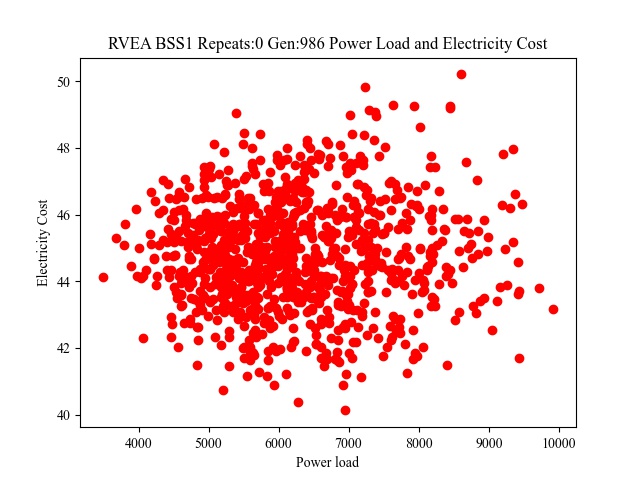 RVEA BSS1 Repeats:0 Gen:986 Power Load and Electricity Cost
50
48
46
44
42
40
Electricity Cost
4000 5000 6000 7000 8000 9000 10000
Power load